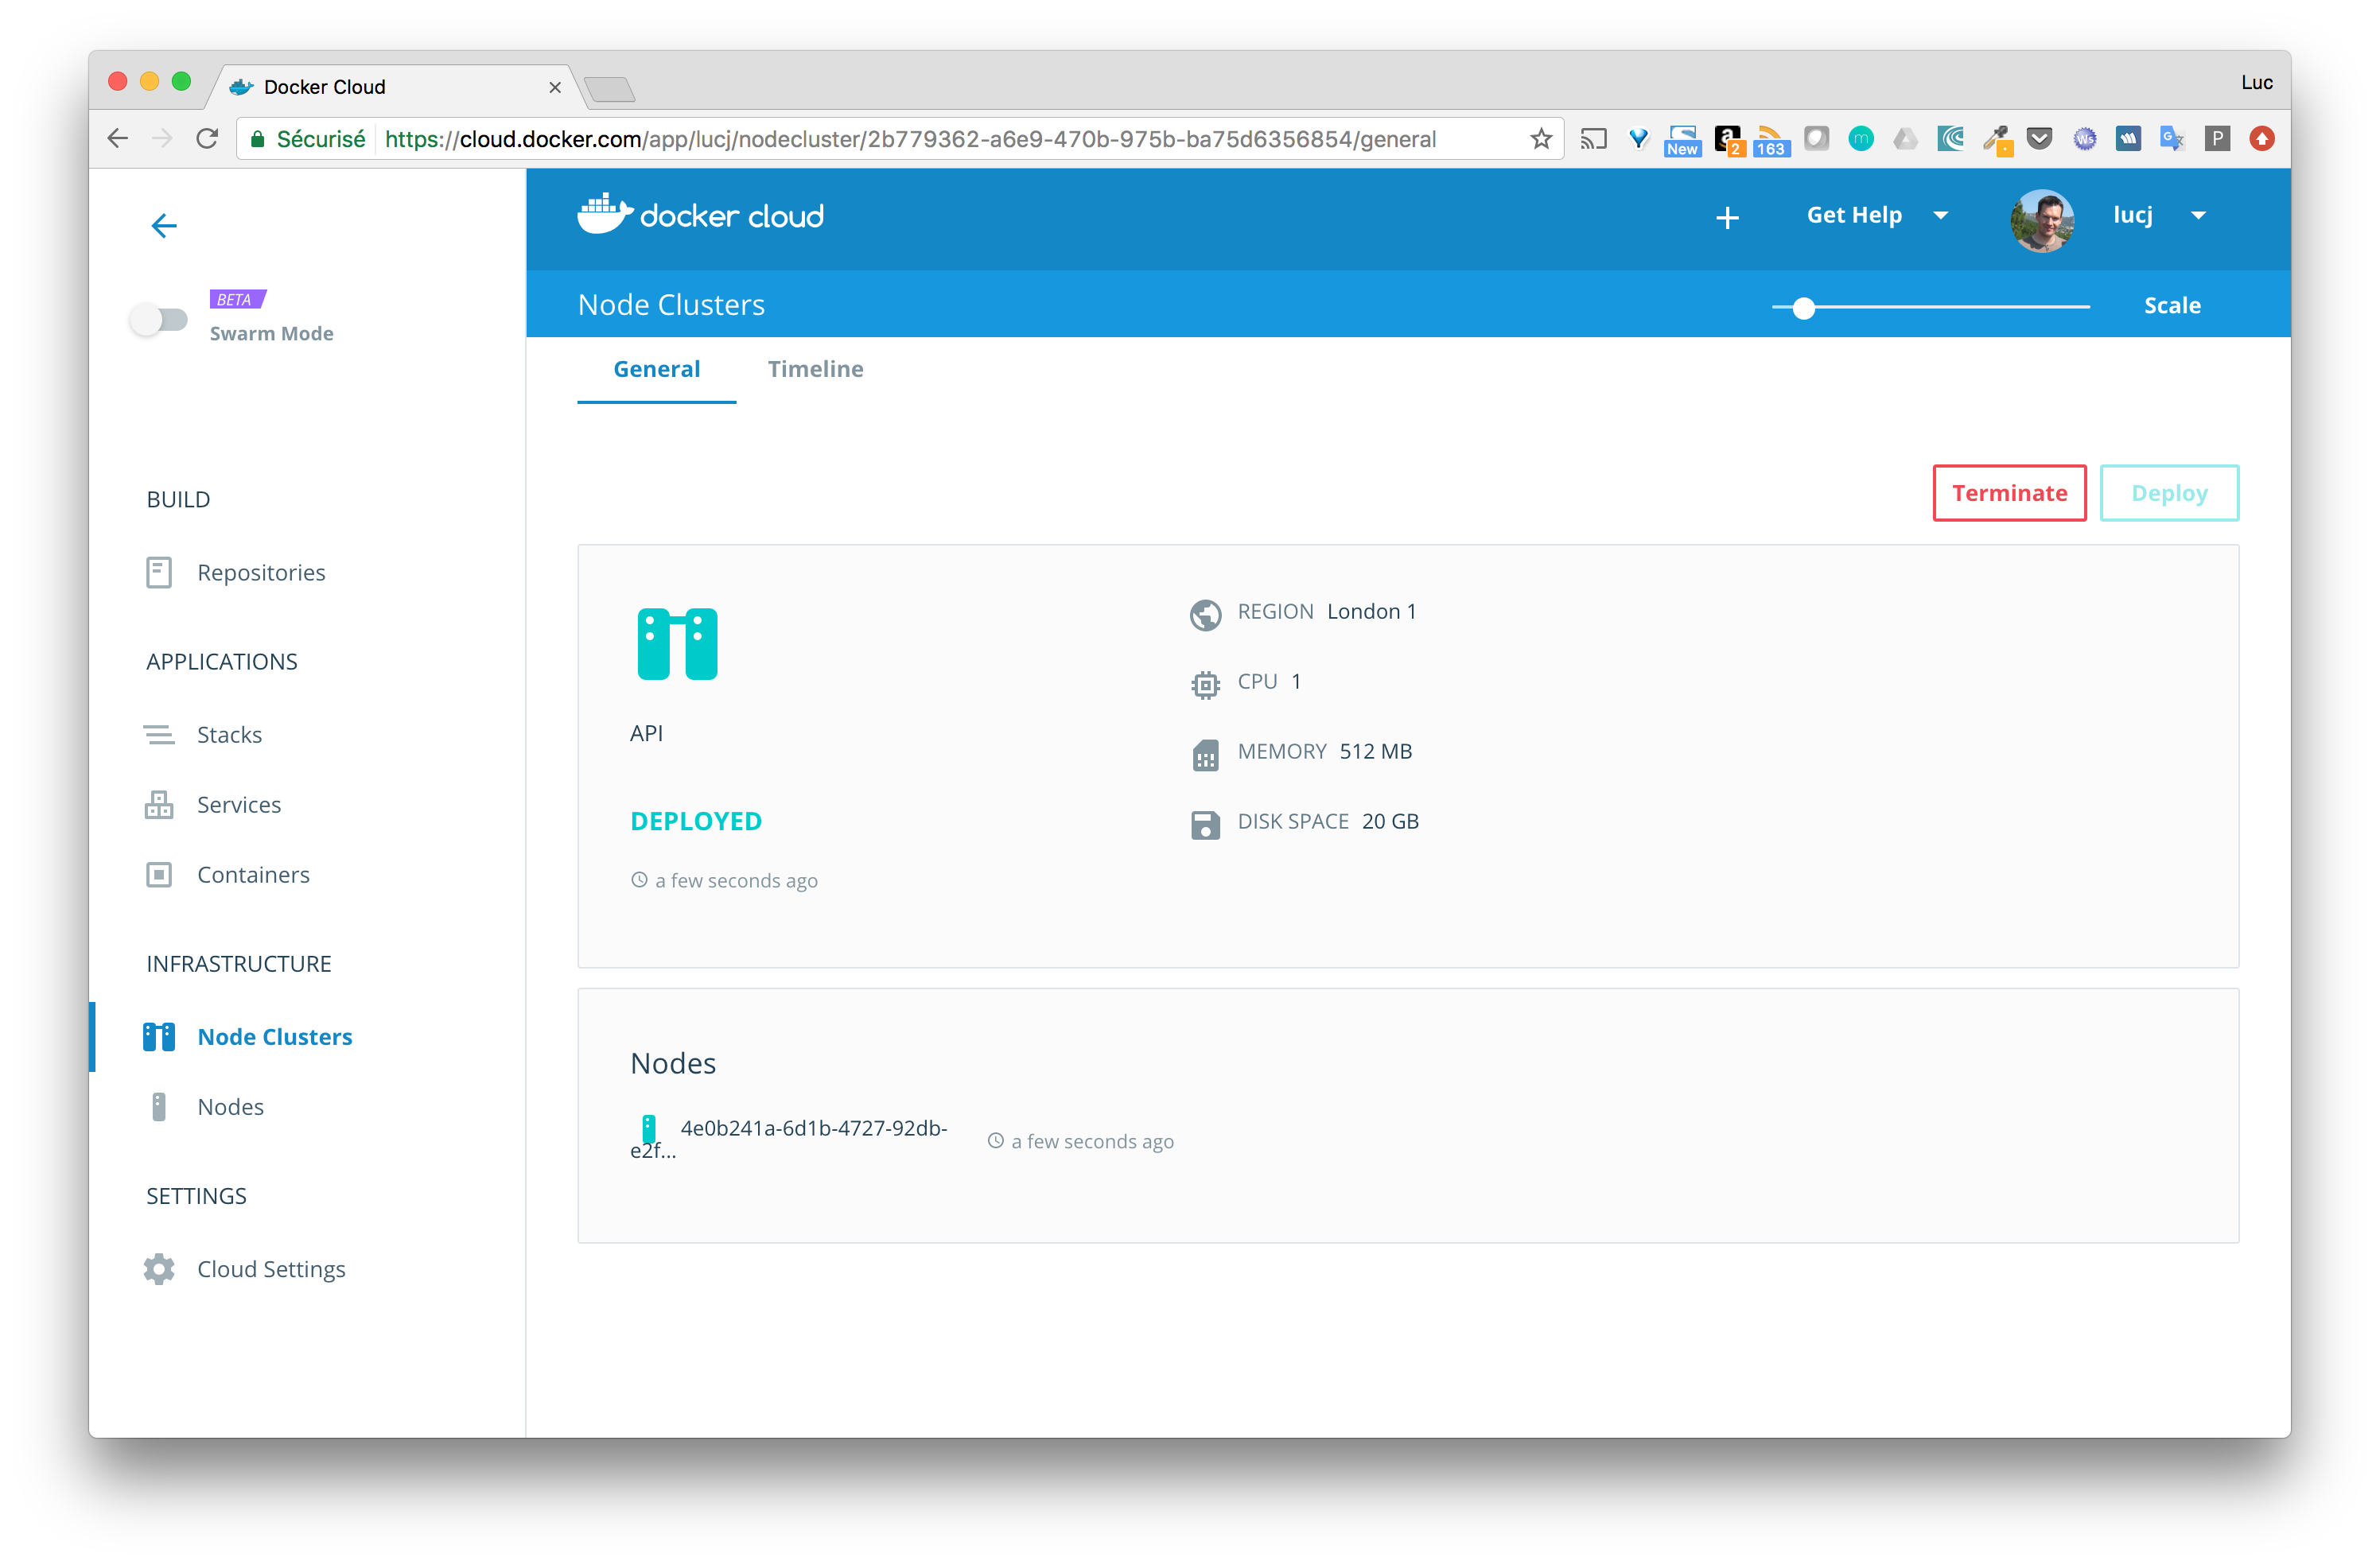 Docker Cloud
Luc
Sécurisé https://cloud.docker.com/app/lucj/nodecluster/2b779362-a6e9-470b-975b-ba75d6356854/general
New a 2 163 m Ws G P
docker cloud
Get Help lucj
BETA
Swarm Mode
Node Clusters Scale
General Timeline
Terminate Deploy
BUILD
Repositories
APPLICATIONS
Stacks
Services
Containers
INFRASTRUCTURE
Node Clusters
Nodes
SETTINGS
Cloud Settings
API
DEPLOYED
a few seconds ago
REGION London 1
CPU 1
MEMORY 512 MB
DISK SPACE 20 GB
Nodes
4e0b241a-6d1b-4727-92db-
e2f...
a few seconds ago